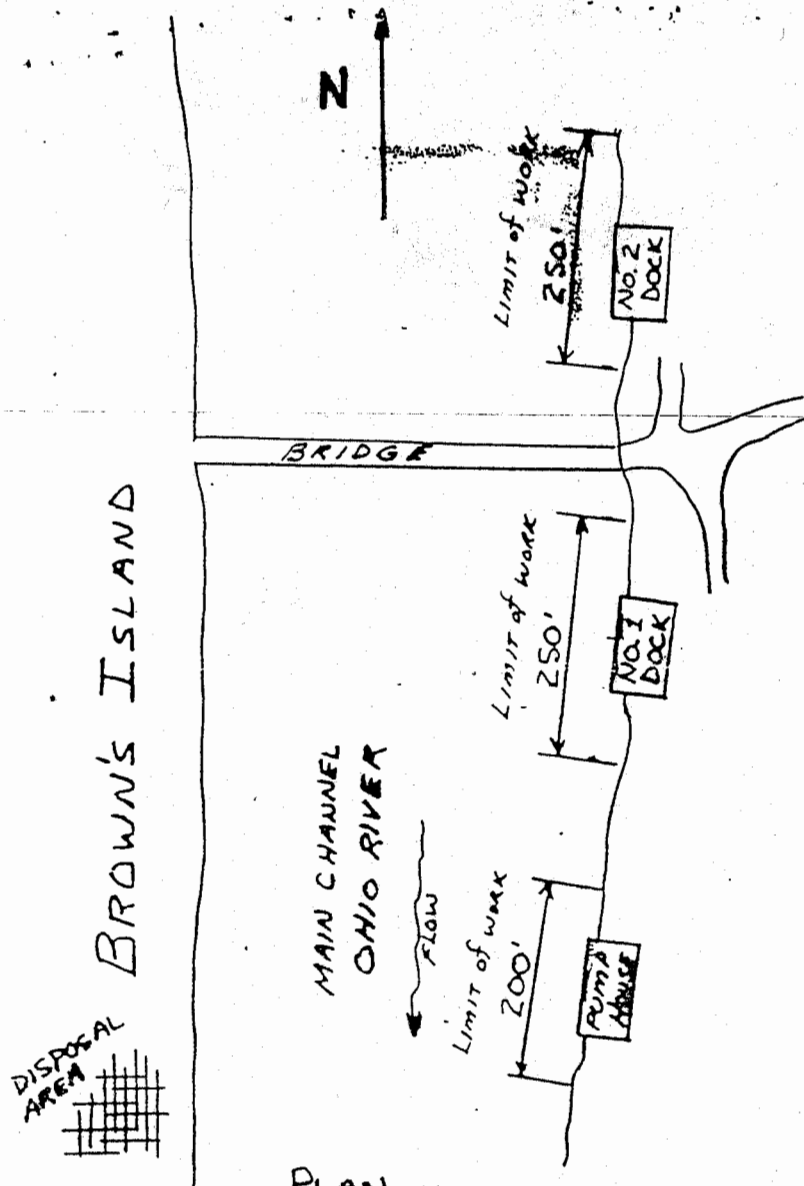 N
LIMIT of WORK
250'
NO. 2
DOCK
BRIDGE
BROWN'S ISLAND
LIMIT of WORK
250'
NO. 1
DOCK
MAIN CHANNEL
OHIO RIVER
FLOW
LIMIT of WORK
200'
PUMP
HOUSE
DISPOSAL
AREA
PLAN